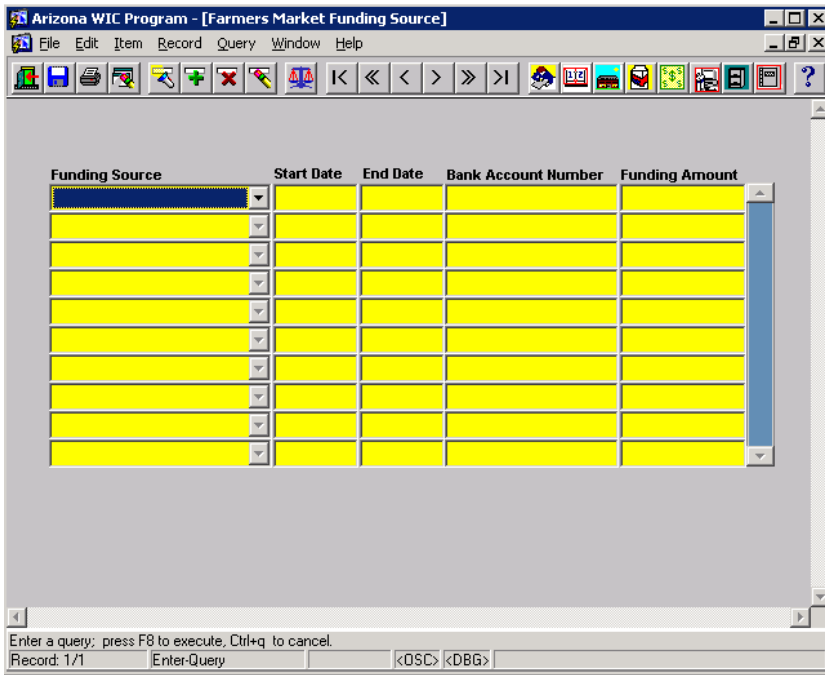 Arizona WIC Program - [Farmers Market Funding Source]
File Edit Item Record Query Window Help
Funding Source Start Date End Date Bank Account Number Funding Amount
Enter a query; press F8 to execute, Ctrl+q to cancel.
Record: 1/1 Enter-Query <OSC> <DBG>